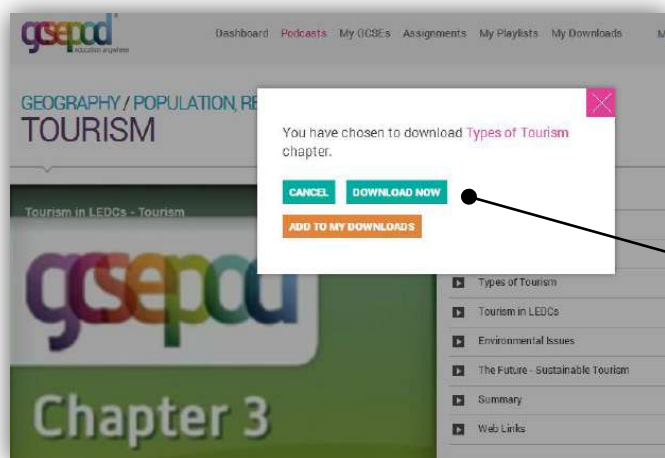 gcsepod
education anywhere
Dashboard Podcasts My GCSEs Assignments My Playlists My Downloads M
GEOGRAPHY / POPULATION, RE
TOURISM
You have chosen to download Types of Tourism
chapter.
CANCEL DOWNLOAD NOW
ADD TO MY DOWNLOADS
Tourism in LEDCs - Tourism
gcsepod
Chapter 3
Types of Tourism
Tourism in LEDCs
Environmental Issues
The Future - Sustainable Tourism
Summary
Web Links